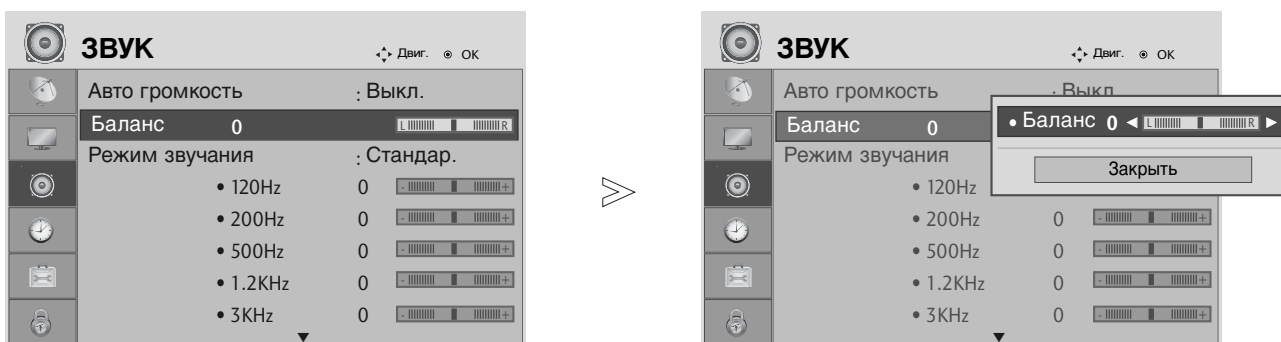 ЗВУК Двиг. OK
Авто громкость : Выкл.
Баланс 0 L R
Режим звучания : Стандар.
• 120Hz 0 - +
• 200Hz 0 - +
• 500Hz 0 - +
• 1.2KHz 0 - +
• 3KHz 0 - +
ЗВУК Двиг. OK
Авто громкость : Выкл.
Баланс 0
• Баланс 0 L R
Режим звучания
Закрыть
• 120Hz
• 200Hz 0 - +
• 500Hz 0 - +
• 1.2KHz 0 - +
• 3KHz 0 - +